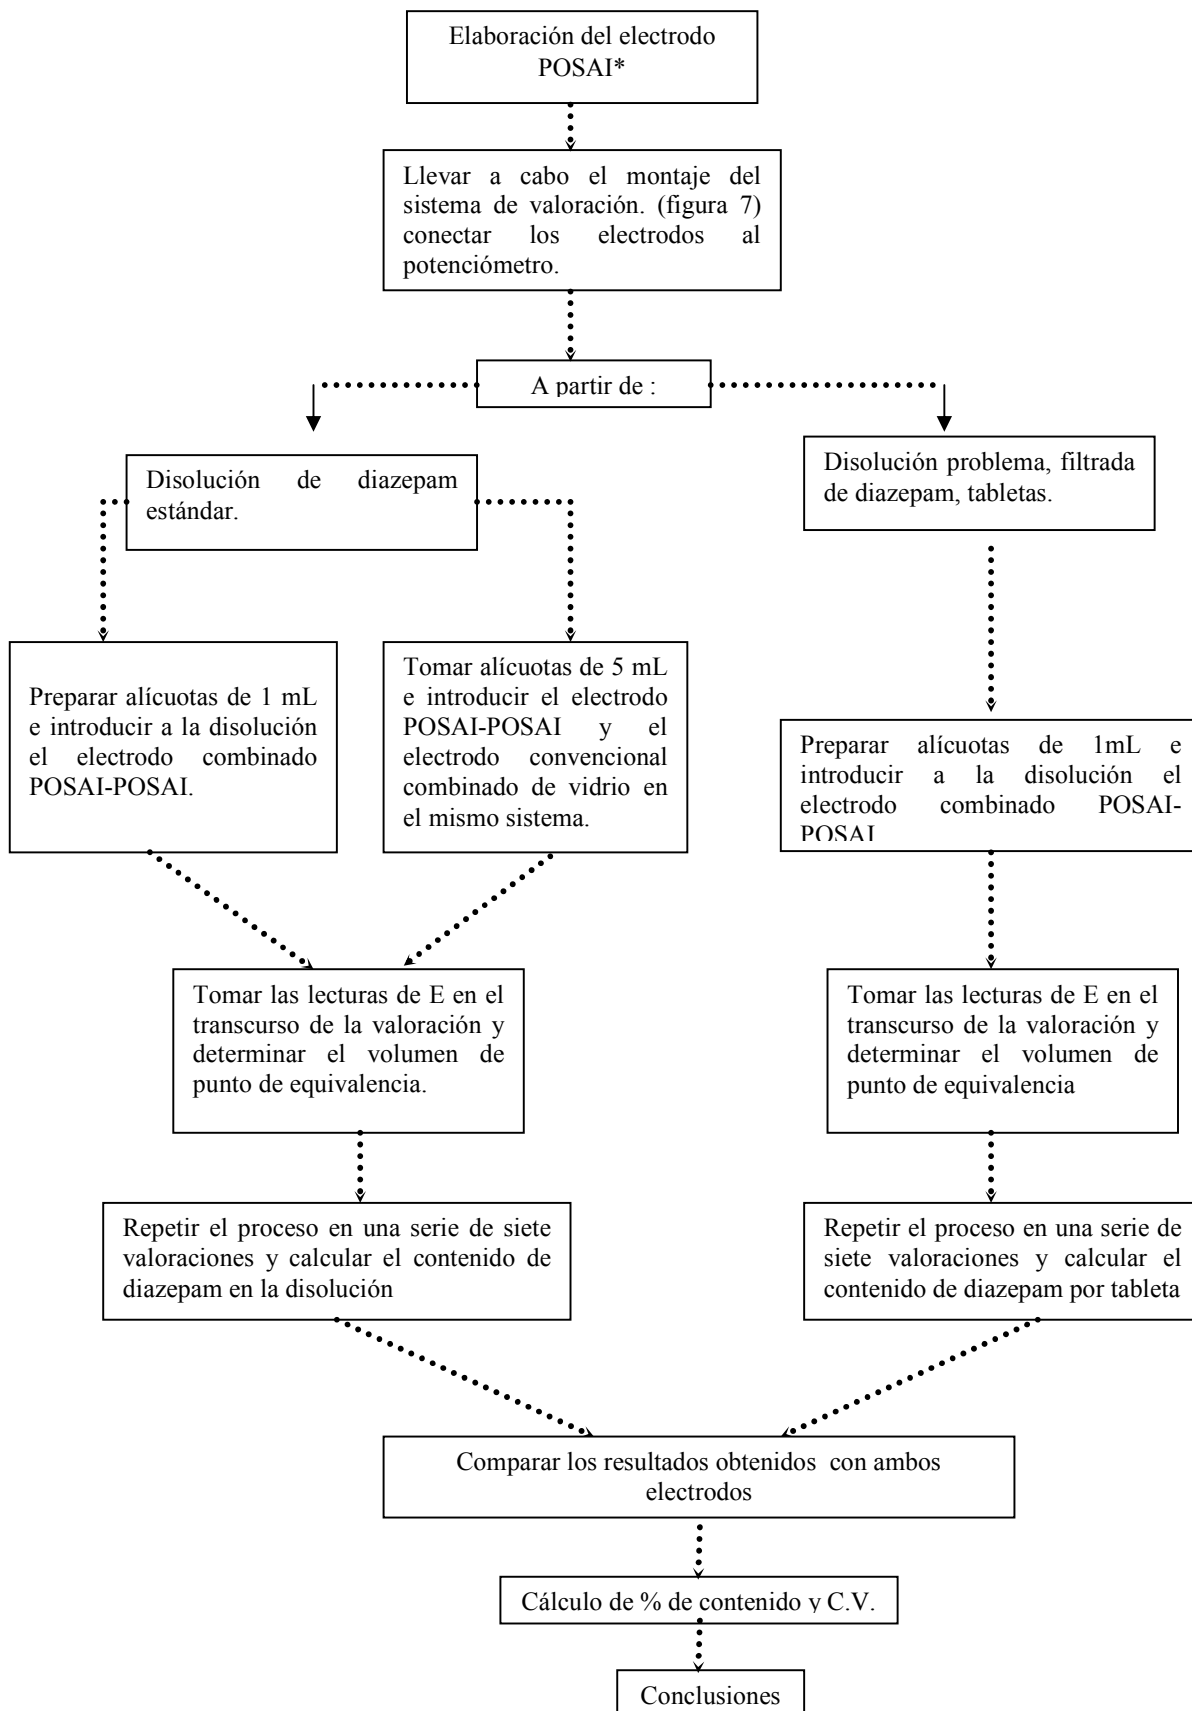 Elaboración del electrodo
POSAI*
Llevar a cabo el montaje del
sistema de valoración. (figura 7)
conectar los electrodos al
potenciómetro.
A partir de :
Disolución de diazepam
estándar.
Disolución problema, filtrada
de diazepam, tabletas.
Preparar alícuotas de 1 mL
e introducir a la disolución
el electrodo combinado
POSAI-POSAI.
Tomar alícuotas de 5 mL
e introducir el electrodo
POSAI-POSAI y el
electrodo convencional
combinado de vidrio en
el mismo sistema.
Preparar alícuotas de 1mL e
introducir a la disolución el
electrodo combinado POSAI-
POSAI
Tomar las lecturas de E en el
transcurso de la valoración y
determinar el volumen de
punto de equivalencia.
Tomar las lecturas de E en el
transcurso de la valoración y
determinar el volumen de
punto de equivalencia
Repetir el proceso en una serie de siete
valoraciones y calcular el contenido de
diazepam en la disolución
Repetir el proceso en una serie de
siete valoraciones y calcular el
contenido de diazepam por tableta
Comparar los resultados obtenidos con ambos
electrodos
Cálculo de % de contenido y C.V.
Conclusiones